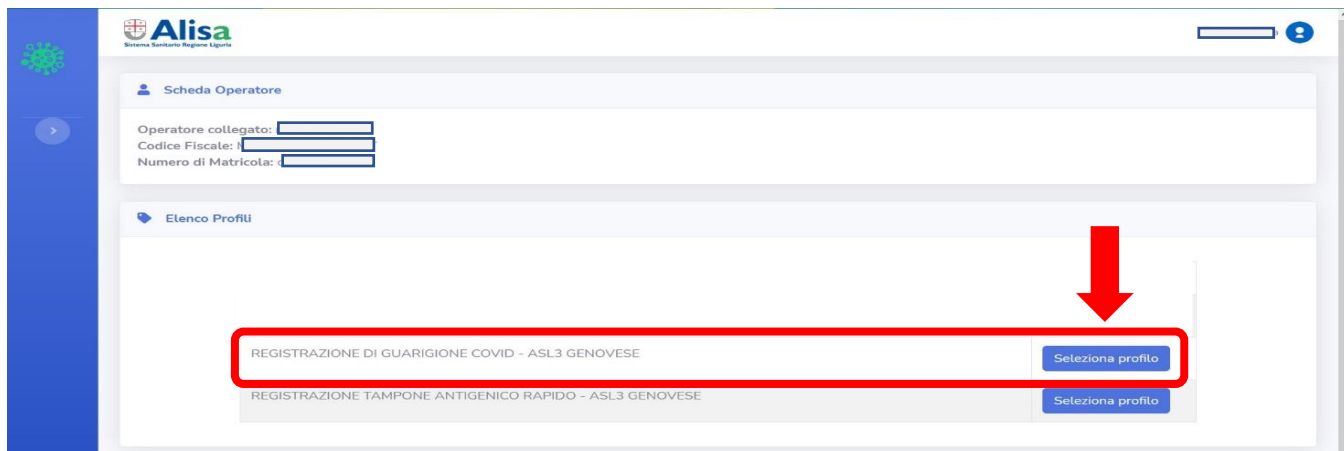 Alisa
Sistema Sanitario Regione Liguria
Scheda Operatore
Operatore collegato:
Codice Fiscale:
Numero di Matricola:
Elenco Profili
REGISTRAZIONE DI GUARIGIONE COVID - ASL3 GENOVESE
Seleziona profilo
REGISTRAZIONE TAMPONE ANTIGENICO RAPIDO - ASL3 GENOVESE
Seleziona profilo